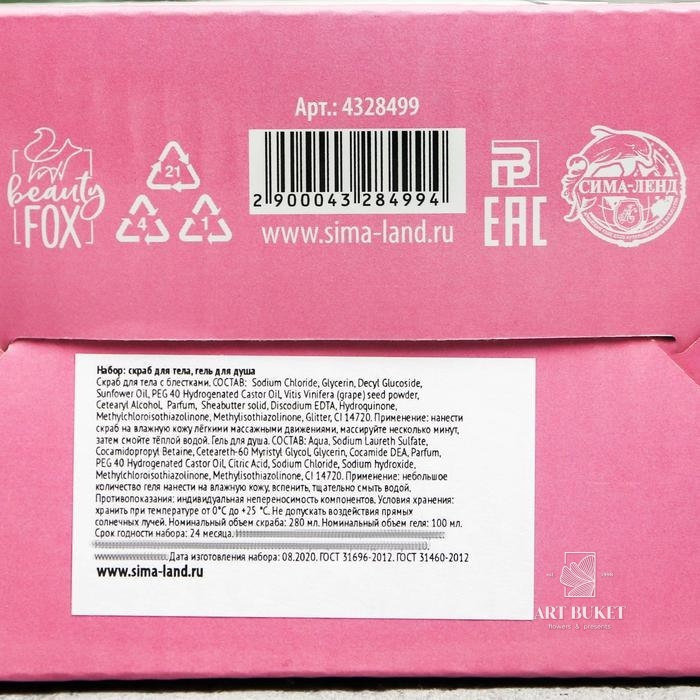 Арт.: 4328499
beauty
FOX
21
4
1
2 900043 284994
www.sima-land.ru
EAC
СИМА-ЛЕНД
Набор: скраб для тела, гель для душа
Скраб для тела с блестками. СОСТАВ: Sodium Chloride, Glycerin, Decyl Glucoside,
Sunfower Oil, PEG 40 Hydrogenated Castor Oil, Vitis Vinifera (grape) seed powder,
Cetearyl Alcohol, Parfum, Sheabutter solid, Discodium EDTA, Hydroquinone,
Methylchloroisothiazolinone, Methylisothiazolinone, Glitter, CI 14720. Применение: нанести
скраб на влажную кожу лёгкими массажными движениями, массируйте несколько минут,
затем смойте тёплой водой. Гель для душа. СОСТАВ: Aqua, Sodium Laureth Sulfate,
Cocamidopropyl Betaine, Ceteareth-60 Myristyl Glycol, Glycerin, Cocamide DEA, Parfum,
PEG 40 Hydrogenated Castor Oil, Citric Acid, Sodium Chloride, Sodium hydroxide,
Methylchloroisothiazolinone, Methylisothiazolinone, CI 14720. Применение: небольшое
количество геля нанести на влажную кожу, вспенить, тщательно смыть водой.
Противопоказания: индивидуальная непереносимость компонентов. Условия хранения:
хранить при температуре от 0°C до +25 °C. Не допускать воздействия прямых
солнечных лучей. Номинальный объем скраба: 280 мл. Номинальный объем геля: 100 мл.
Срок годности набора: 24 месяца.
Дата изготовления набора: 08.2020. ГОСТ 31696-2012. ГОСТ 31460-2012
www.sima-land.ru
ART BUKET
flowers & presents